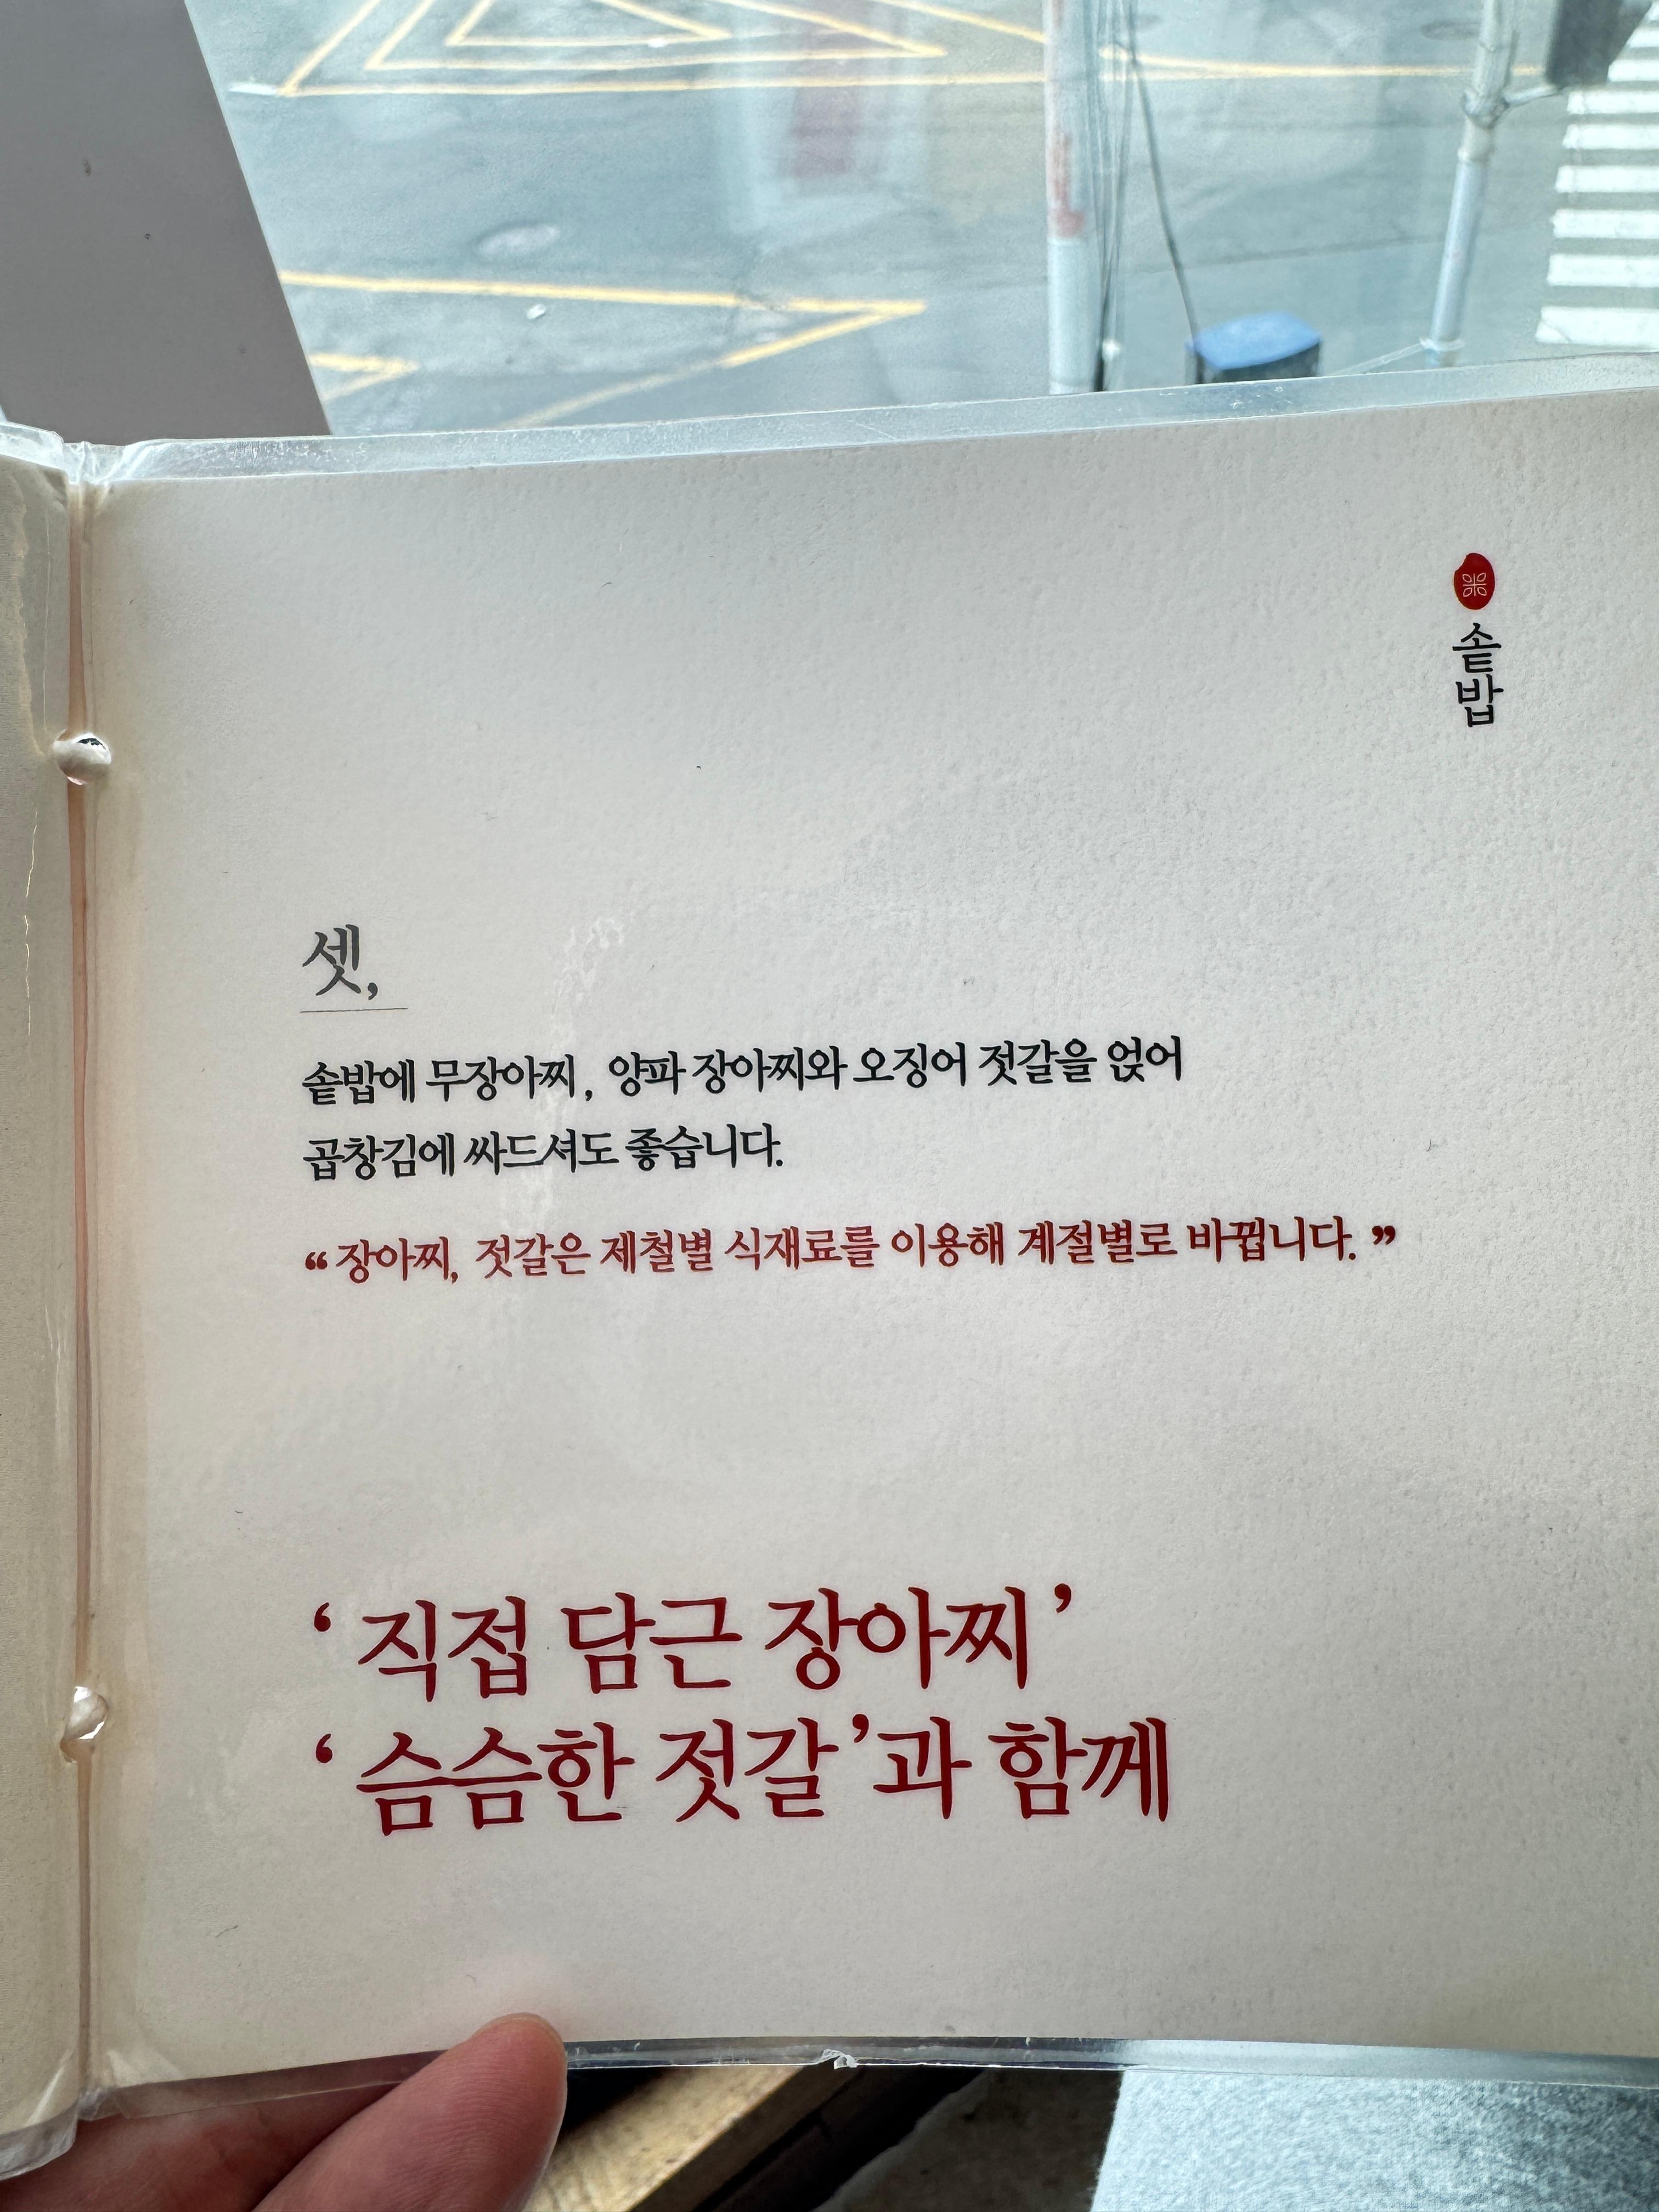 솥밥
셋,
솥밥에 무장아찌, 양파 장아찌와 오징어 젓갈을 얹어
곱창김에 싸드셔도 좋습니다.
“ 장아찌, 젓갈은 제철별 식재료를 이용해 계절별로 바뀝니다. ”
‘ 직접 담근 장아찌 ’
‘ 슴슴한 젓갈 ’과 함께